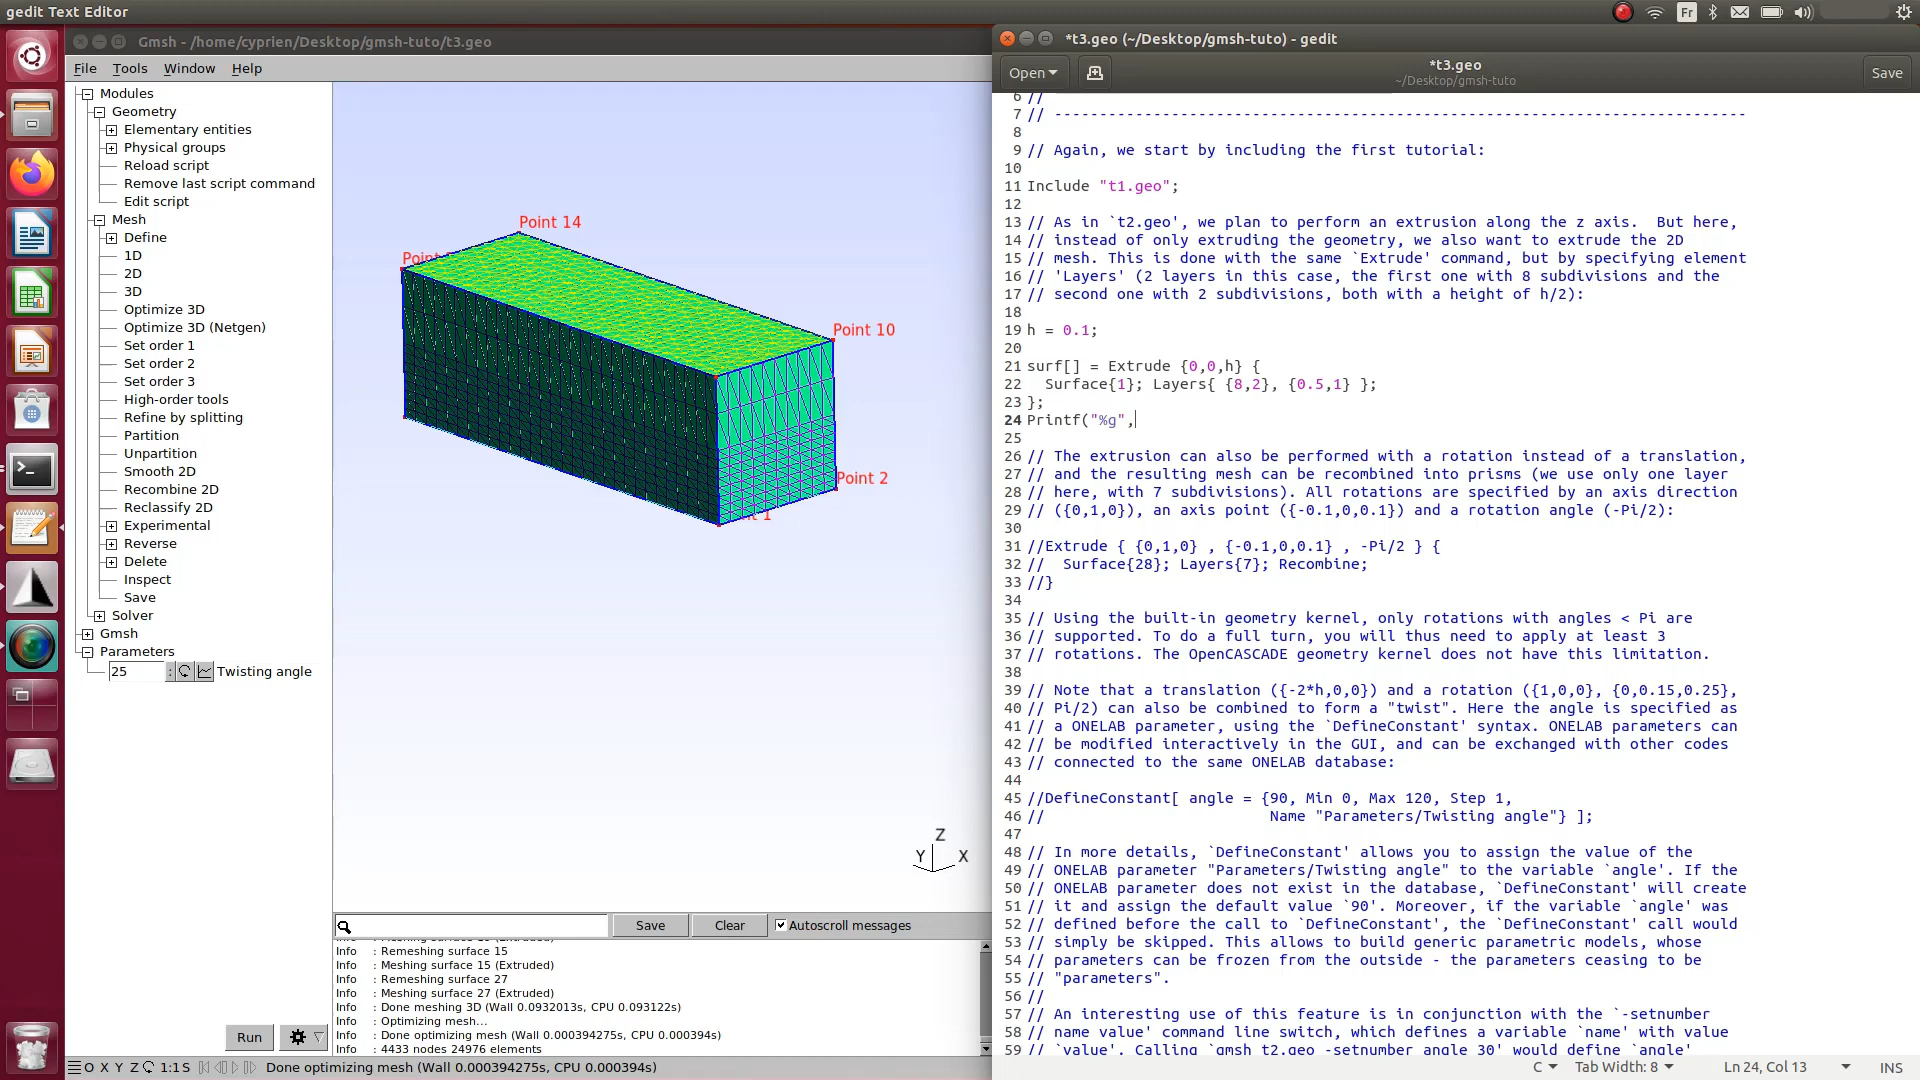 gedit Text Editor
Fr
Gmsh - /home/cyprien/Desktop/gmsh-tuto/t3.geo
File Tools Window Help
Modules
Geometry
Elementary entities
Physical groups
Reload script
Remove last script command
Edit script
Mesh
Define
1D
2D
3D
Optimize 3D
Optimize 3D (Netgen)
Set order 1
Set order 2
Set order 3
High-order tools
Refine by splitting
Partition
Unpartition
Smooth 2D
Recombine 2D
Reclassify 2D
Experimental
Reverse
Delete
Inspect
Save
Solver
Gmsh
Parameters
25 : Twisting angle
Run
Point 14
Point 10
Point 2
1
Z
Y X
Save Clear Autoscroll messages
Info : Remeshing surface 15
Info : Meshing surface 15 (Extruded)
Info : Remeshing surface 27
Info : Meshing surface 27 (Extruded)
Info : Done meshing 3D (Wall 0.0932013s, CPU 0.093122s)
Info : Optimizing mesh...
Info : Done optimizing mesh (Wall 0.000394275s, CPU 0.000394s)
Info : 4433 nodes 24976 elements
O X Y Z 1:1 S Done optimizing mesh (Wall 0.000394275s, CPU 0.000394s)
*t3.geo (~/Desktop/gmsh-tuto) - gedit
Open *t3.geo Save
~/Desktop/gmsh-tuto
6 //
7 // -----------------------------------------------------------------------------
8
9 // Again, we start by including the first tutorial:
10
11 Include "t1.geo";
12
13 // As in `t2.geo', we plan to perform an extrusion along the z axis.  But here,
14 // instead of only extruding the geometry, we also want to extrude the 2D
15 // mesh. This is done with the same `Extrude' command, but by specifying element
16 // 'Layers' (2 layers in this case, the first one with 8 subdivisions and the
17 // second one with 2 subdivisions, both with a height of h/2):
18
19 h = 0.1;
20
21 surf[] = Extrude {0,0,h} {
22   Surface{1}; Layers{ {8,2}, {0.5,1} };
23 };
24 Printf("%g",
25
26 // The extrusion can also be performed with a rotation instead of a translation,
27 // and the resulting mesh can be recombined into prisms (we use only one layer
28 // here, with 7 subdivisions). All rotations are specified by an axis direction
29 // ({0,1,0}), an axis point ({-0.1,0,0.1}) and a rotation angle (-Pi/2):
30
31 //Extrude { {0,1,0} , {-0.1,0,0.1} , -Pi/2 } {
32 //  Surface{28}; Layers{7}; Recombine;
33 //}
34
35 // Using the built-in geometry kernel, only rotations with angles < Pi are
36 // supported. To do a full turn, you will thus need to apply at least 3
37 // rotations. The OpenCASCADE geometry kernel does not have this limitation.
38
39 // Note that a translation ({-2*h,0,0}) and a rotation ({1,0,0}, {0,0.15,0.25},
40 // Pi/2) can also be combined to form a "twist". Here the angle is specified as
41 // a ONELAB parameter, using the `DefineConstant' syntax. ONELAB parameters can
42 // be modified interactively in the GUI, and can be exchanged with other codes
43 // connected to the same ONELAB database:
44
45 //DefineConstant[ angle = {90, Min 0, Max 120, Step 1,
46 //                         Name "Parameters/Twisting angle"} ];
47
48 // In more details, `DefineConstant' allows you to assign the value of the
49 // ONELAB parameter "Parameters/Twisting angle" to the variable `angle'. If the
50 // ONELAB parameter does not exist in the database, `DefineConstant' will create
51 // it and assign the default value `90'. Moreover, if the variable `angle' was
52 // defined before the call to `DefineConstant', the `DefineConstant' call would
53 // simply be skipped. This allows to build generic parametric models, whose
54 // parameters can be frozen from the outside - the parameters ceasing to be
55 // "parameters".
56 //
57 // An interesting use of this feature is in conjunction with the `-setnumber
58 // name value' command line switch, which defines a variable `name' with value
59 // `value'. Calling `gmsh t2.geo -setnumber angle 30' would define `angle'
C Tab Width: 8 Ln 24, Col 13 INS